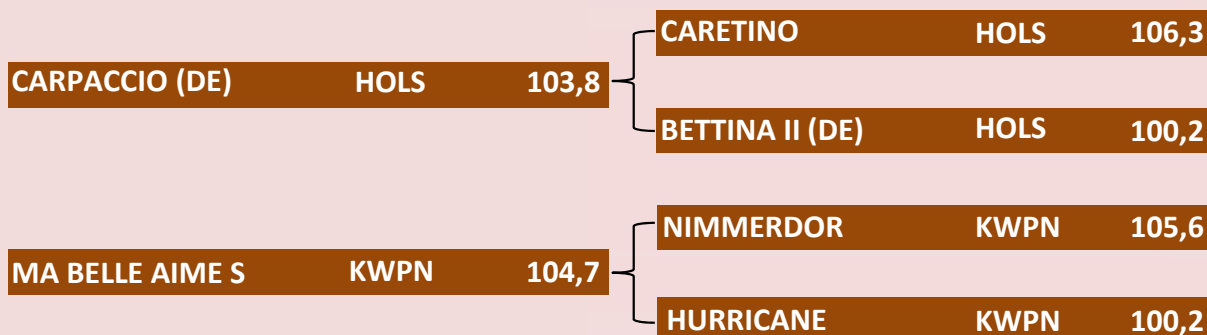 CARETINO HOLS 106,3
CARPACCIO (DE) HOLS 103,8
BETTINA II (DE) HOLS 100,2
NIMMERDOR KWPN 105,6
MA BELLE AIME S KWPN 104,7
HURRICANE KWPN 100,2